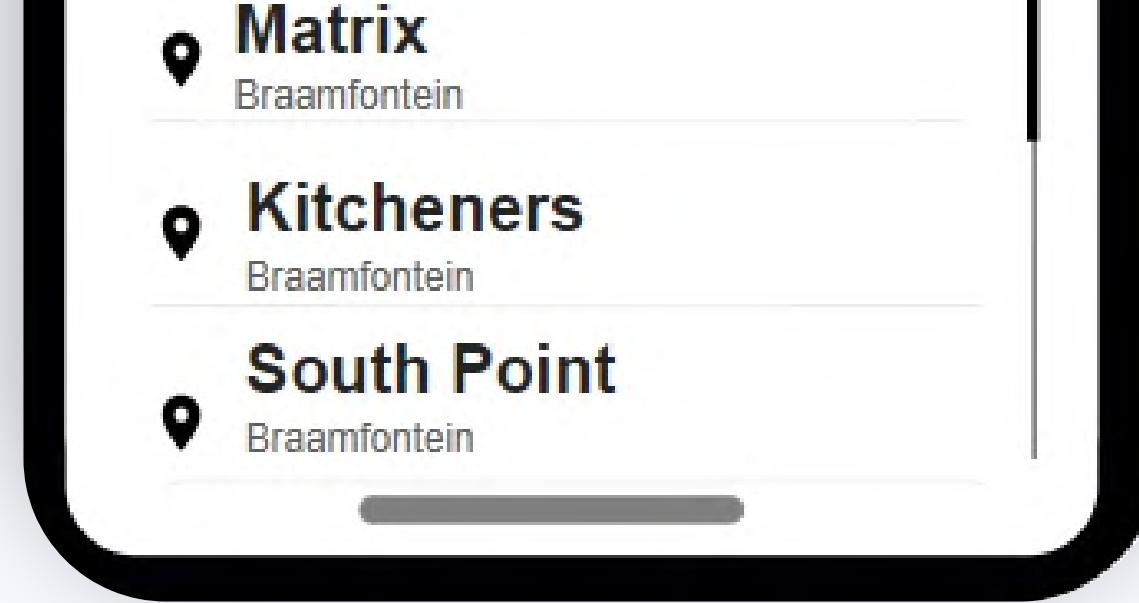 Matrix
Braamfontein
Kitcheners
Braamfontein
South Point
Braamfontein